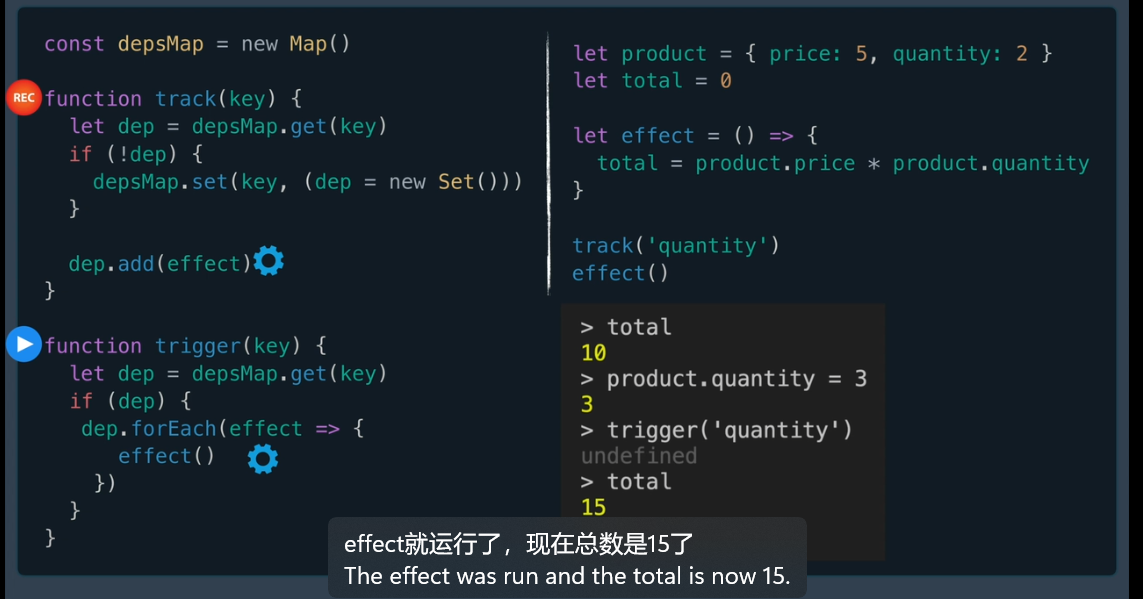 const depsMap = new Map()
REC
function track(key) {
let dep = depsMap.get(key)
if (!dep) {
depsMap.set(key, (dep = new Set()))
}
dep.add(effect)
}
function trigger(key) {
let dep = depsMap.get(key)
if (dep) {
dep.forEach(effect => {
effect()
})
}
}
let product = { price: 5, quantity: 2 }
let total = 0
let effect = () => {
total = product.price * product.quantity
}
track('quantity')
effect()
> total
10
> product.quantity = 3
3
> trigger('quantity')
undefined
> total
15
effect就运行了，现在总数是15了
The effect was run and the total is now 15.